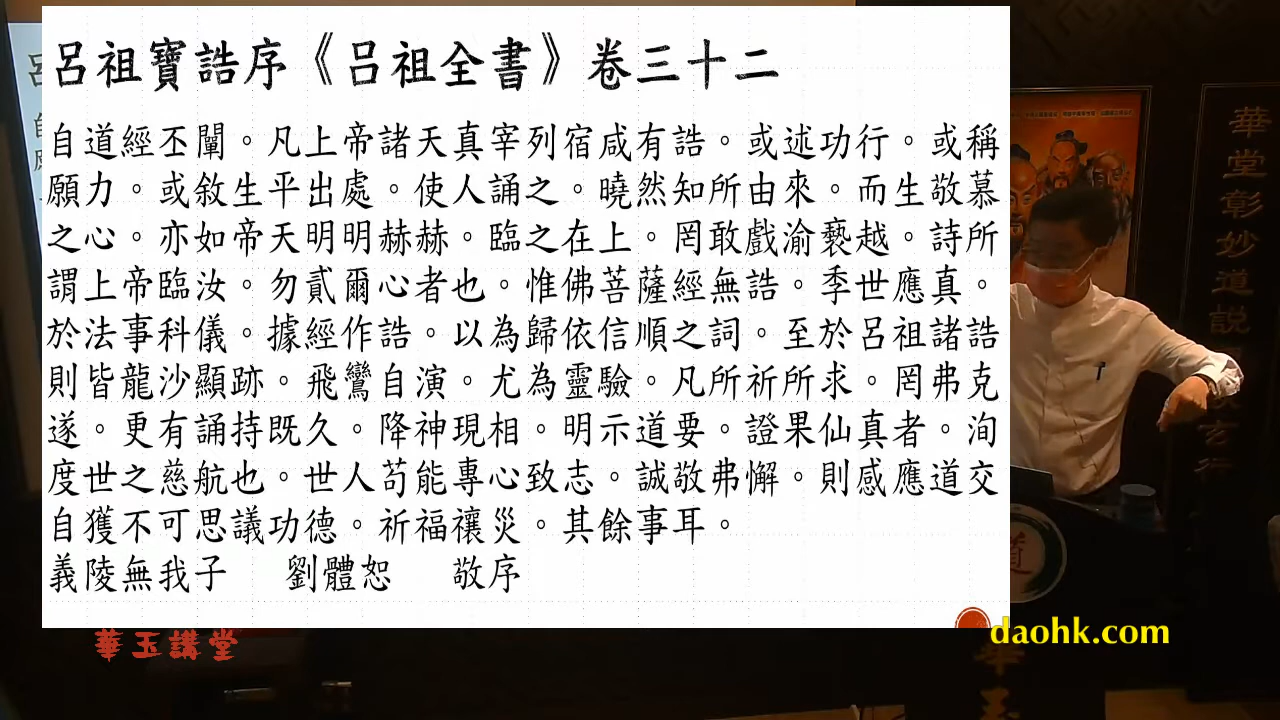 呂祖寶誥序《呂祖全書》卷三十二
自道經丕闡。凡上帝諸天真宰列宿咸有誥。或述功行。或稱
願力。或敘生平出處。使人誦之。曉然知所由來。而生敬慕
之心。亦如帝天明明赫赫。臨之在上。罔敢戲渝褻越。詩所
謂上帝臨汝。勿貳爾心者也。惟佛菩薩經無誥。季世應真。
於法事科儀。據經作誥。以為歸依信順之詞。至於呂祖諸誥
則皆龍沙顯跡。飛鸞自演。尤為靈驗。凡所祈所求。罔弗克
遂。更有誦持既久。降神現相。明示道要。證果仙真者。洵
度世之慈航也。世人苟能專心致志。誠敬弗懈。則感應道交
自獲不可思議功德。祈福禳災。其餘事耳。
義陵無我子 劉體恕 敬序
華堂彰妙道說
玄行
道
華玉講堂
daohk.com
華玉